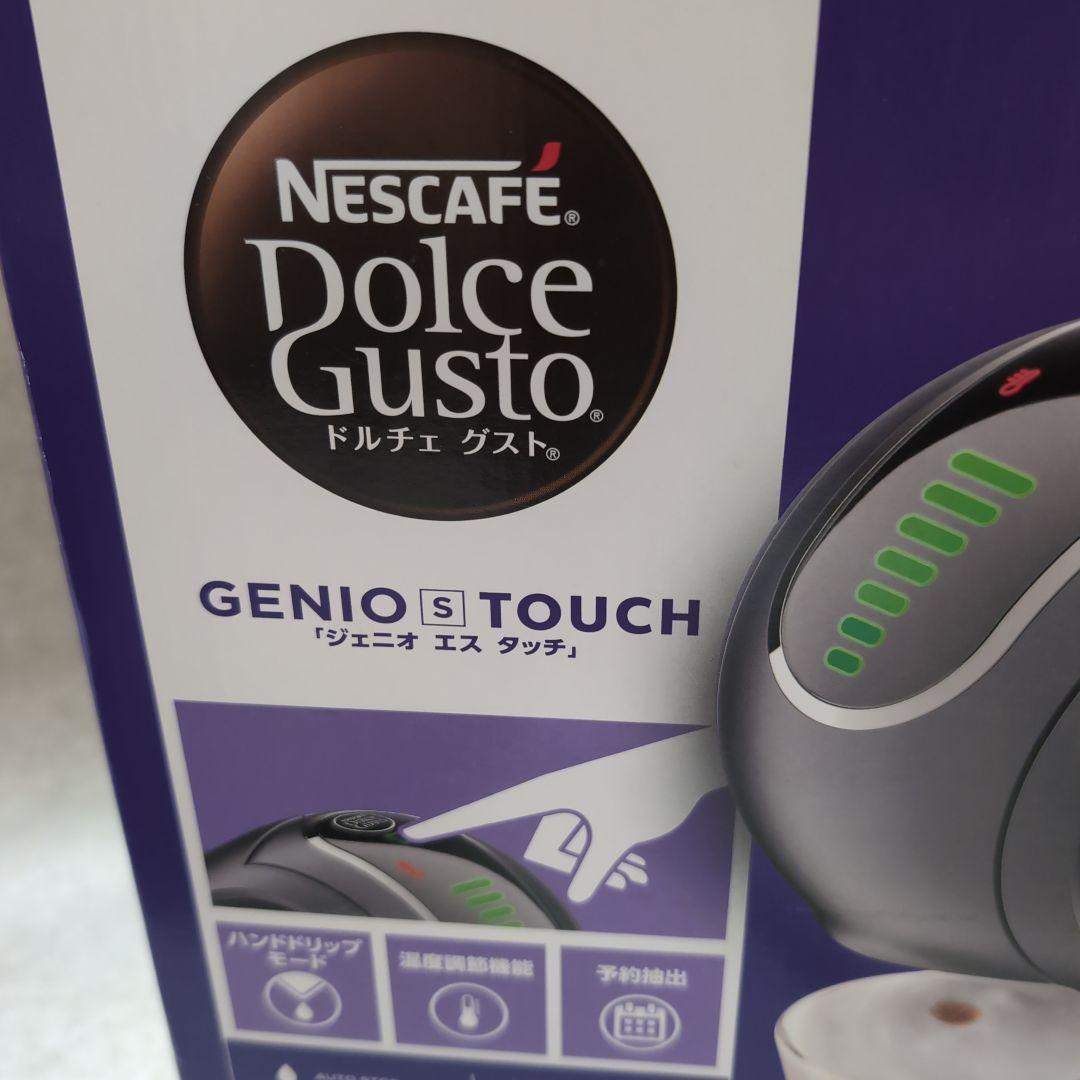 NESCAFÉ®
Dolce
Gusto®
ドルチェ グスト®
GENIO S TOUCH
「ジェニオ エス タッチ」
DOLCE
GUSTO
ハンドドリップ
モード
温度調節機能
予約抽出